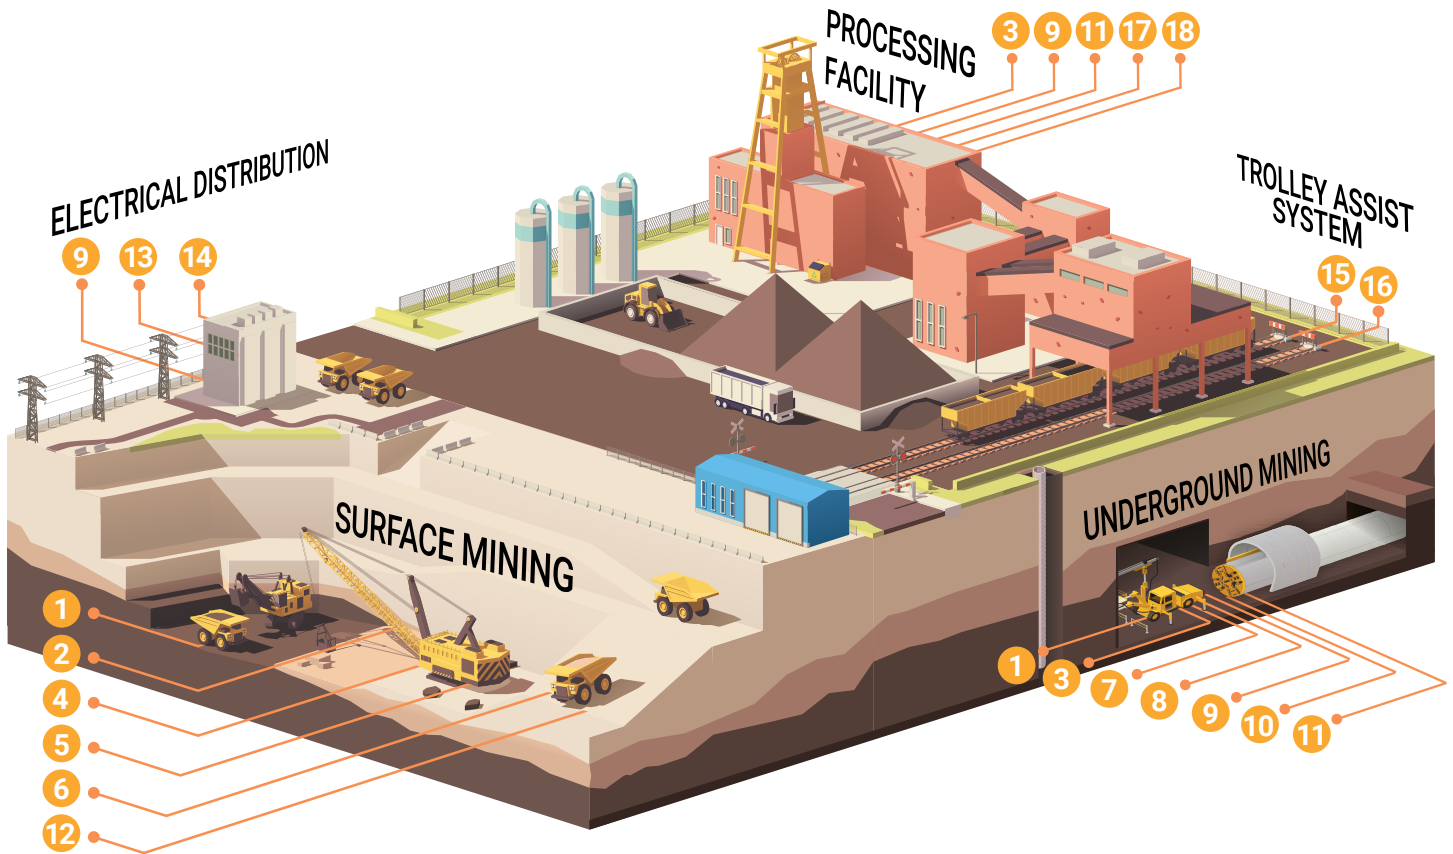 PROCESSING
FACILITY
3 9 11 17 18
ELECTRICAL DISTRIBUTION
9 13 14
TROLLEY ASSIST
SYSTEM
15 16
SURFACE MINING
1
2
4
5
6
12
UNDERGROUND MINING
1 3 7 8 9 10 11